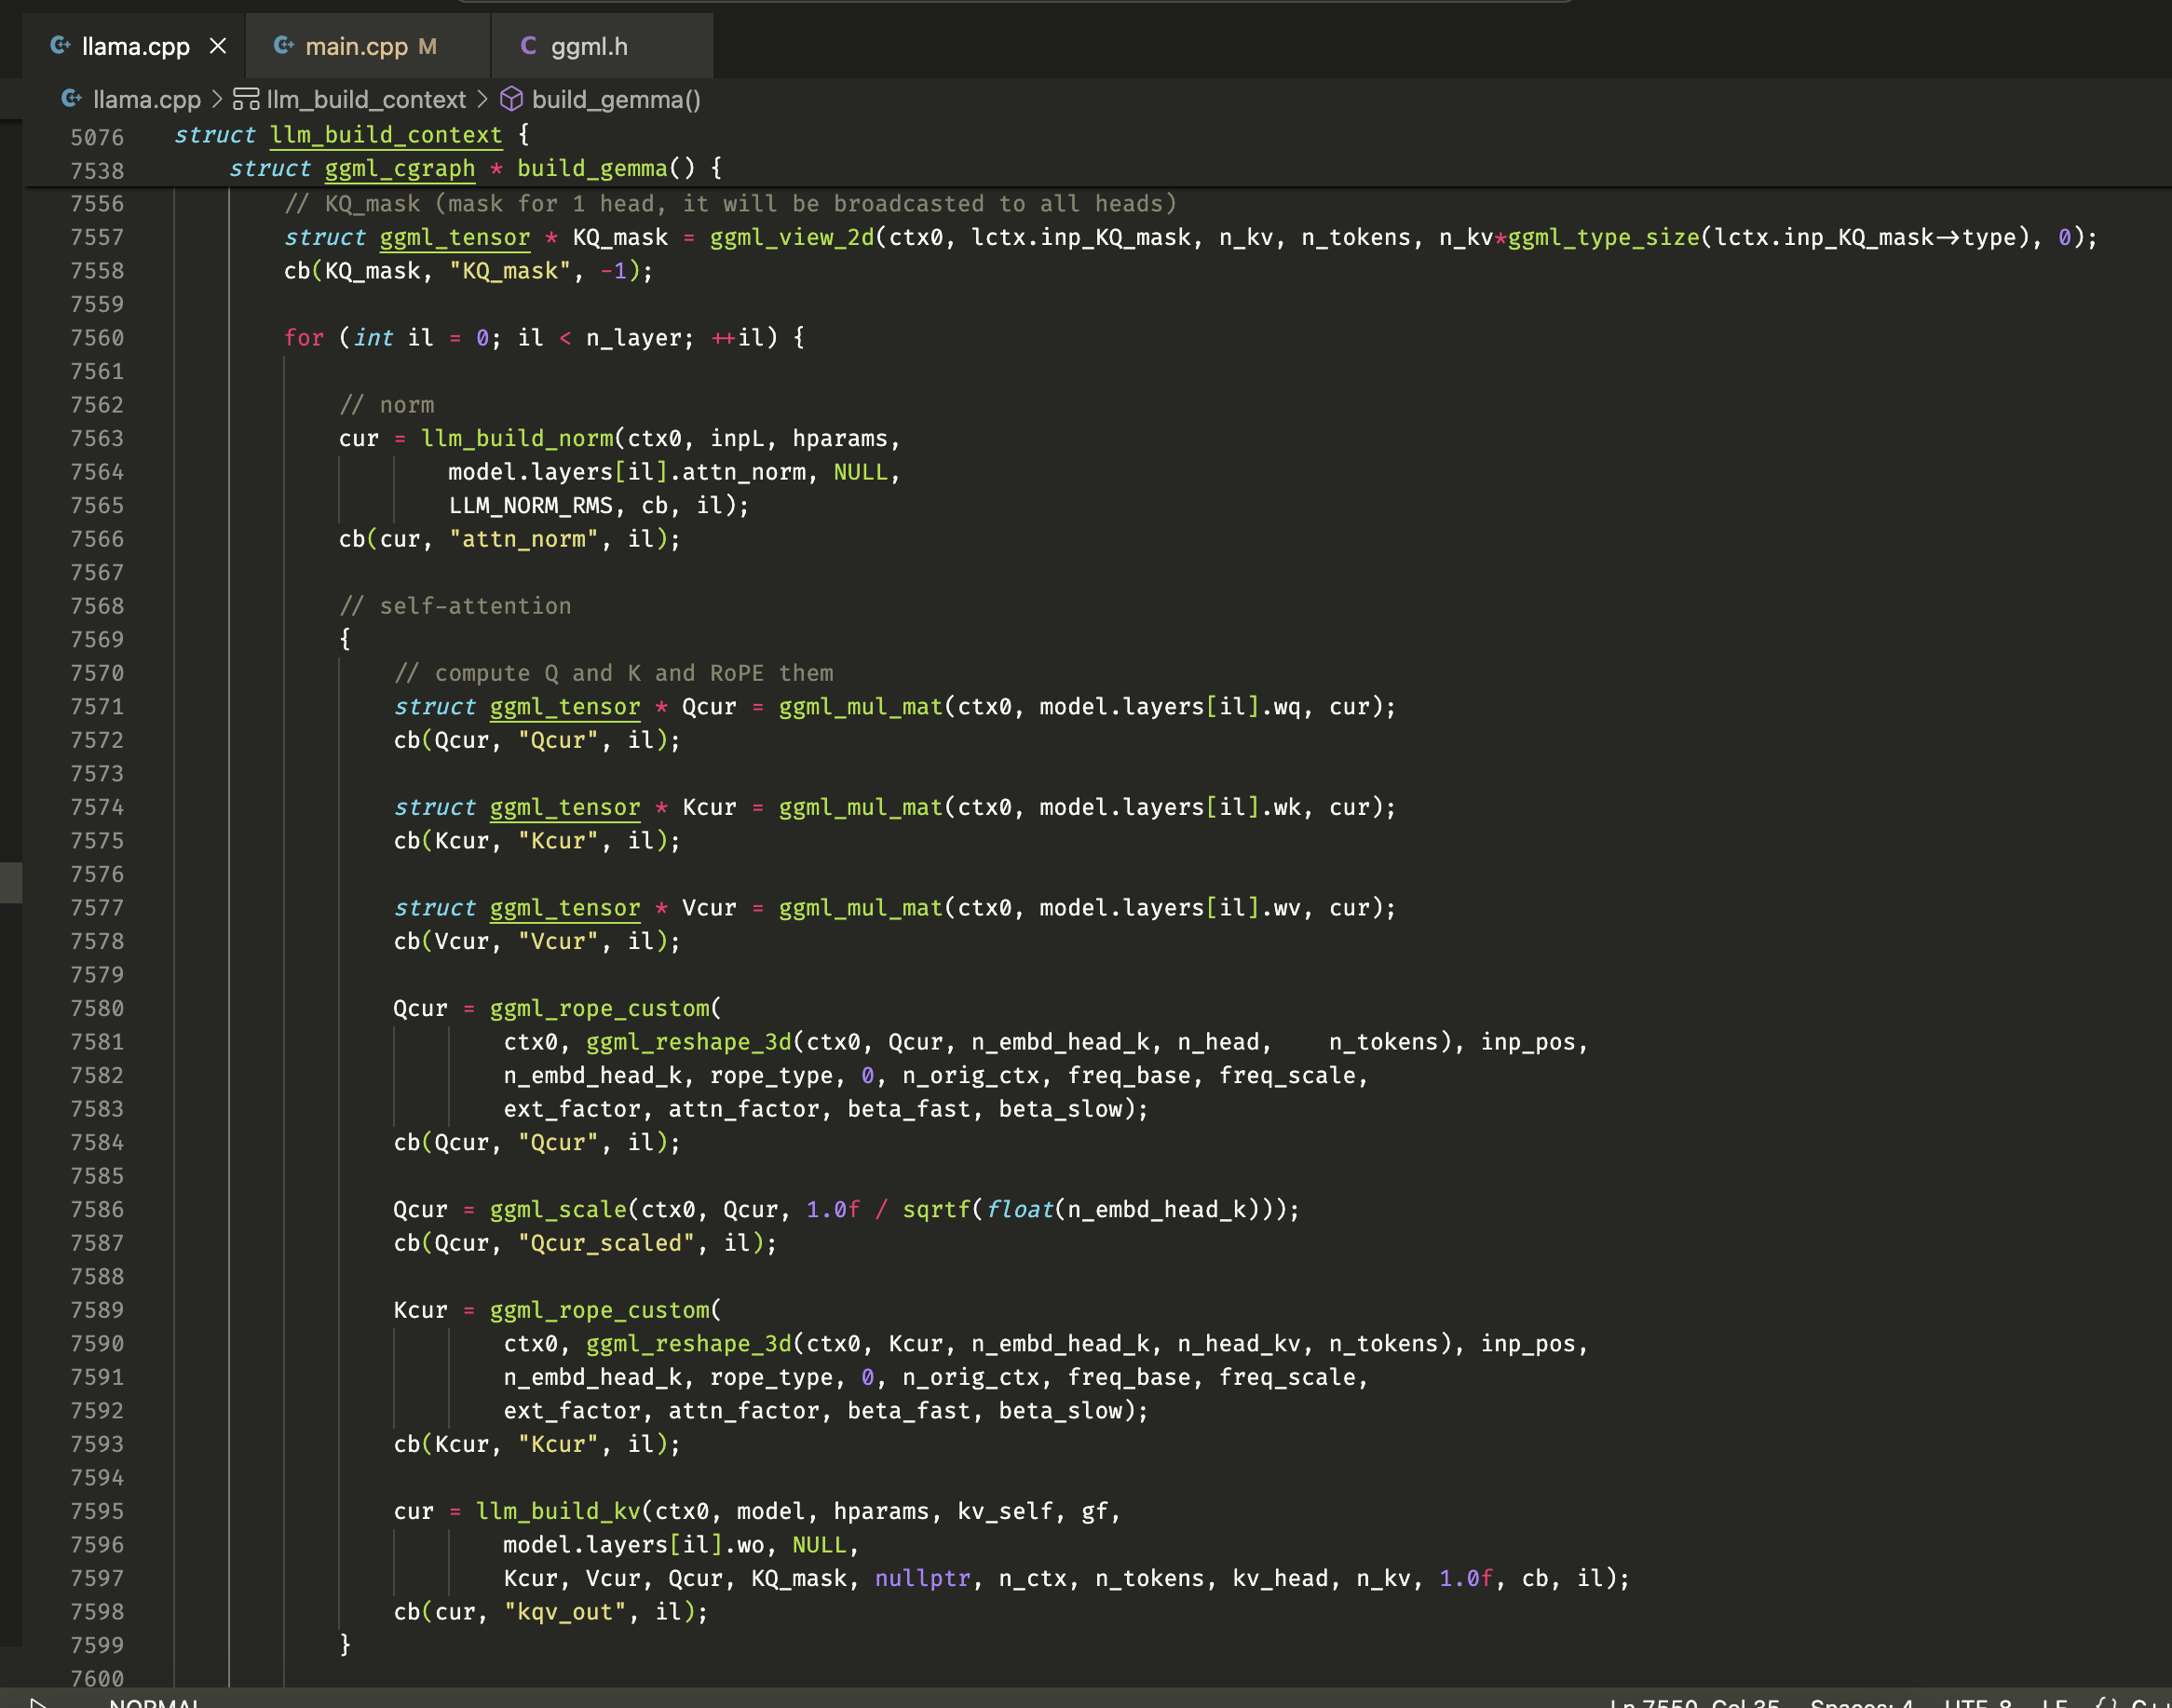 llama.cpp × main.cpp M ggml.h
llama.cpp > llm_build_context > build_gemma()
5076 struct llm_build_context {
7538 struct ggml_cgraph * build_gemma() {
7556 // KQ_mask (mask for 1 head, it will be broadcasted to all heads)
7557 struct ggml_tensor * KQ_mask = ggml_view_2d(ctx0, lctx.inp_KQ_mask, n_kv, n_tokens, n_kv*ggml_type_size(lctx.inp_KQ_mask->type), 0);
7558 cb(KQ_mask, "KQ_mask", -1);
7559
7560 for (int il = 0; il < n_layer; ++il) {
7561
7562 // norm
7563 cur = llm_build_norm(ctx0, inpL, hparams,
7564 model.layers[il].attn_norm, NULL,
7565 LLM_NORM_RMS, cb, il);
7566 cb(cur, "attn_norm", il);
7567
7568 // self-attention
7569 {
7570 // compute Q and K and RoPE them
7571 struct ggml_tensor * Qcur = ggml_mul_mat(ctx0, model.layers[il].wq, cur);
7572 cb(Qcur, "Qcur", il);
7573
7574 struct ggml_tensor * Kcur = ggml_mul_mat(ctx0, model.layers[il].wk, cur);
7575 cb(Kcur, "Kcur", il);
7576
7577 struct ggml_tensor * Vcur = ggml_mul_mat(ctx0, model.layers[il].wv, cur);
7578 cb(Vcur, "Vcur", il);
7579
7580 Qcur = ggml_rope_custom(
7581 ctx0, ggml_reshape_3d(ctx0, Qcur, n_embd_head_k, n_head,    n_tokens), inp_pos,
7582 n_embd_head_k, rope_type, 0, n_orig_ctx, freq_base, freq_scale,
7583 ext_factor, attn_factor, beta_fast, beta_slow);
7584 cb(Qcur, "Qcur", il);
7585
7586 Qcur = ggml_scale(ctx0, Qcur, 1.0f / sqrtf(float(n_embd_head_k)));
7587 cb(Qcur, "Qcur_scaled", il);
7588
7589 Kcur = ggml_rope_custom(
7590 ctx0, ggml_reshape_3d(ctx0, Kcur, n_embd_head_k, n_head_kv, n_tokens), inp_pos,
7591 n_embd_head_k, rope_type, 0, n_orig_ctx, freq_base, freq_scale,
7592 ext_factor, attn_factor, beta_fast, beta_slow);
7593 cb(Kcur, "Kcur", il);
7594
7595 cur = llm_build_kv(ctx0, model, hparams, kv_self, gf,
7596 model.layers[il].wo, NULL,
7597 Kcur, Vcur, Qcur, KQ_mask, nullptr, n_ctx, n_tokens, kv_head, n_kv, 1.0f, cb, il);
7598 cb(cur, "kqv_out", il);
7599 }
7600
NORMAL Ln 7550, Col 35 Spaces: 4 UTF-8 LF {} C++